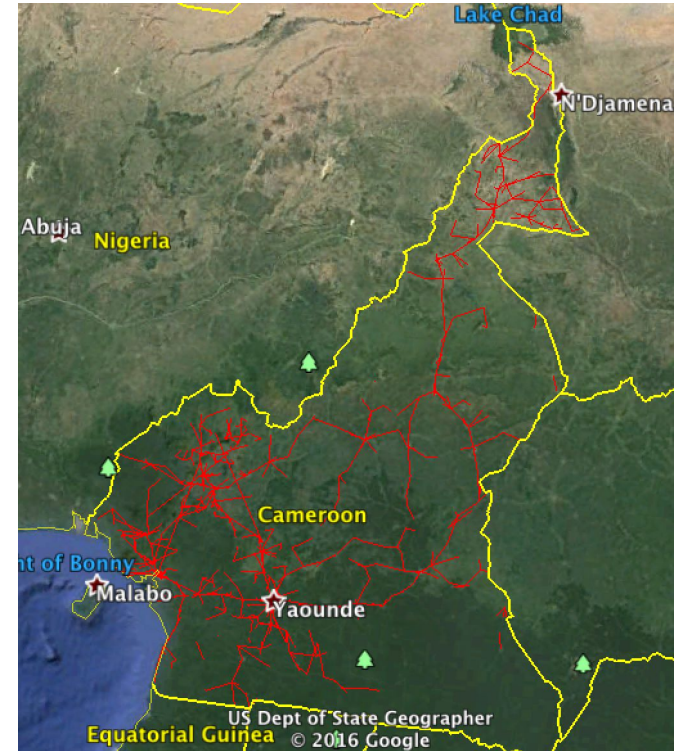 Lake Chad
N'Djamena
Abuja
Nigeria
Cameroon
nt of Bonny
Malabo
Yaounde
US Dept of State Geographer
Equatorial Guinea
© 2016 Google